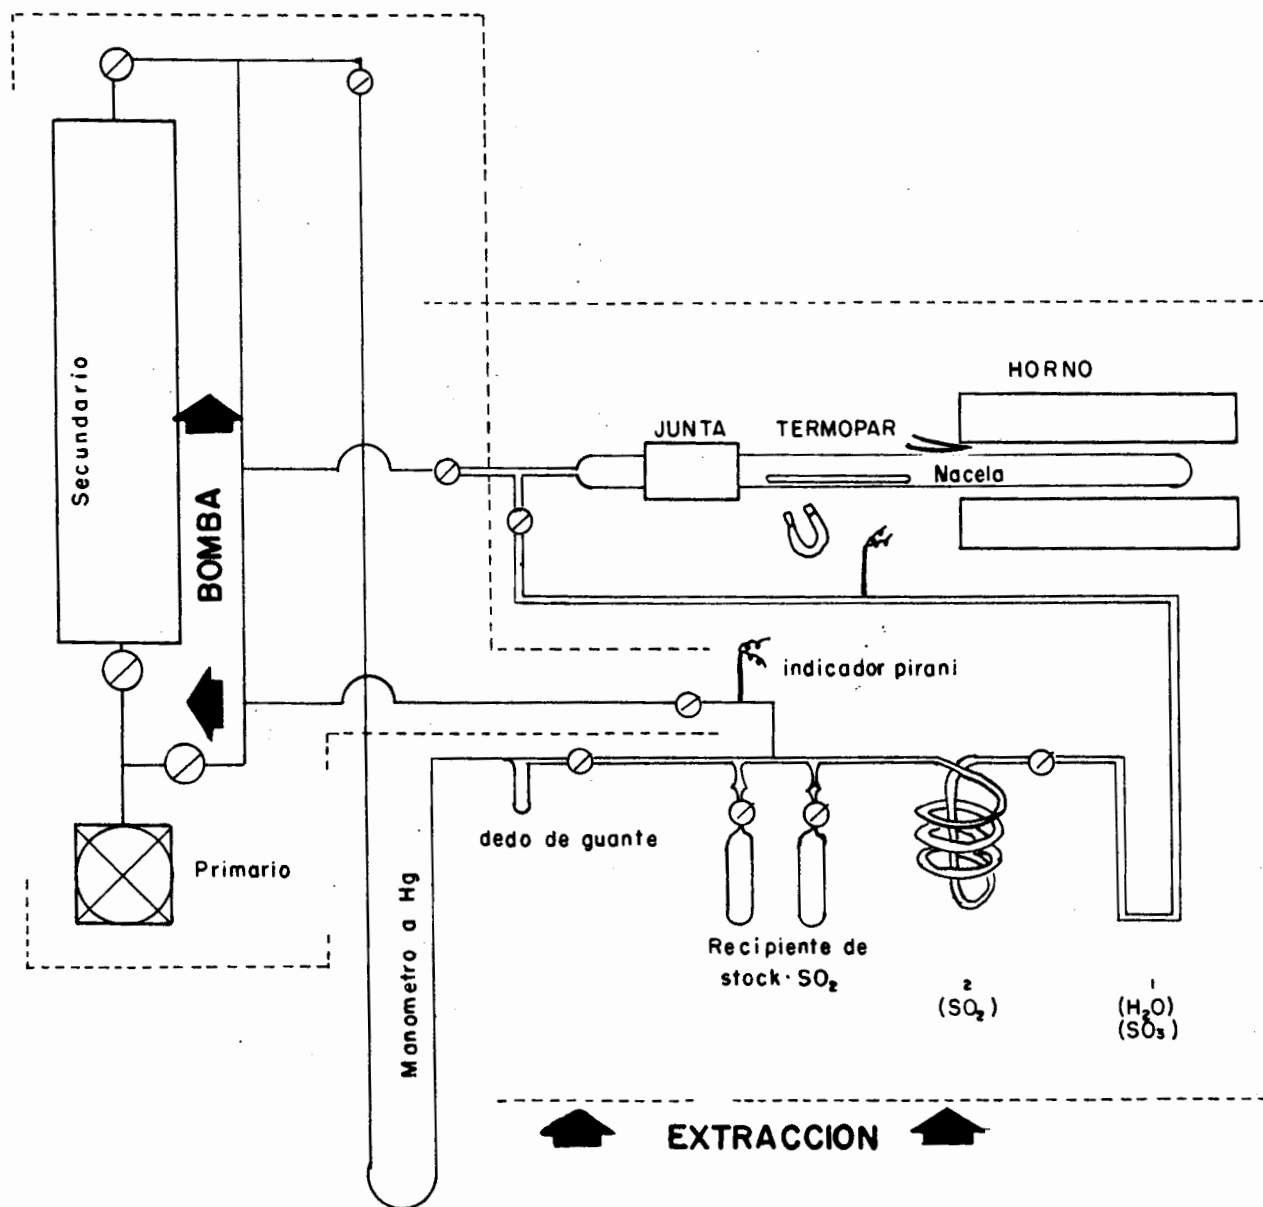 HORNO
JUNTA
TERMOPAR
Nacela
Secundário
BOMBA
indicador pirani
dedo de guante
Primario
Manometro a Hg
Recipiente de
stock·SO₂
2
(SO₂)
1
(H₂O)
(SO₃)
EXTRACCION